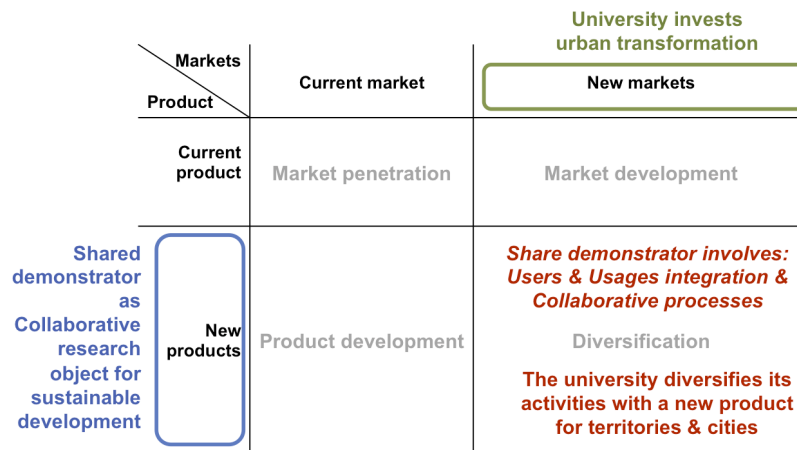 University invests
urban transformation
Markets
Product
Current market
New markets
Current
product
Market penetration
Market development
Shared
demonstrator
as
Collaborative
research
object for
sustainable
development
New
products
Product development
Share demonstrator involves:
Users & Usages integration &
Collaborative processes
Diversification
The university diversifies its
activities with a new product
for territories & cities